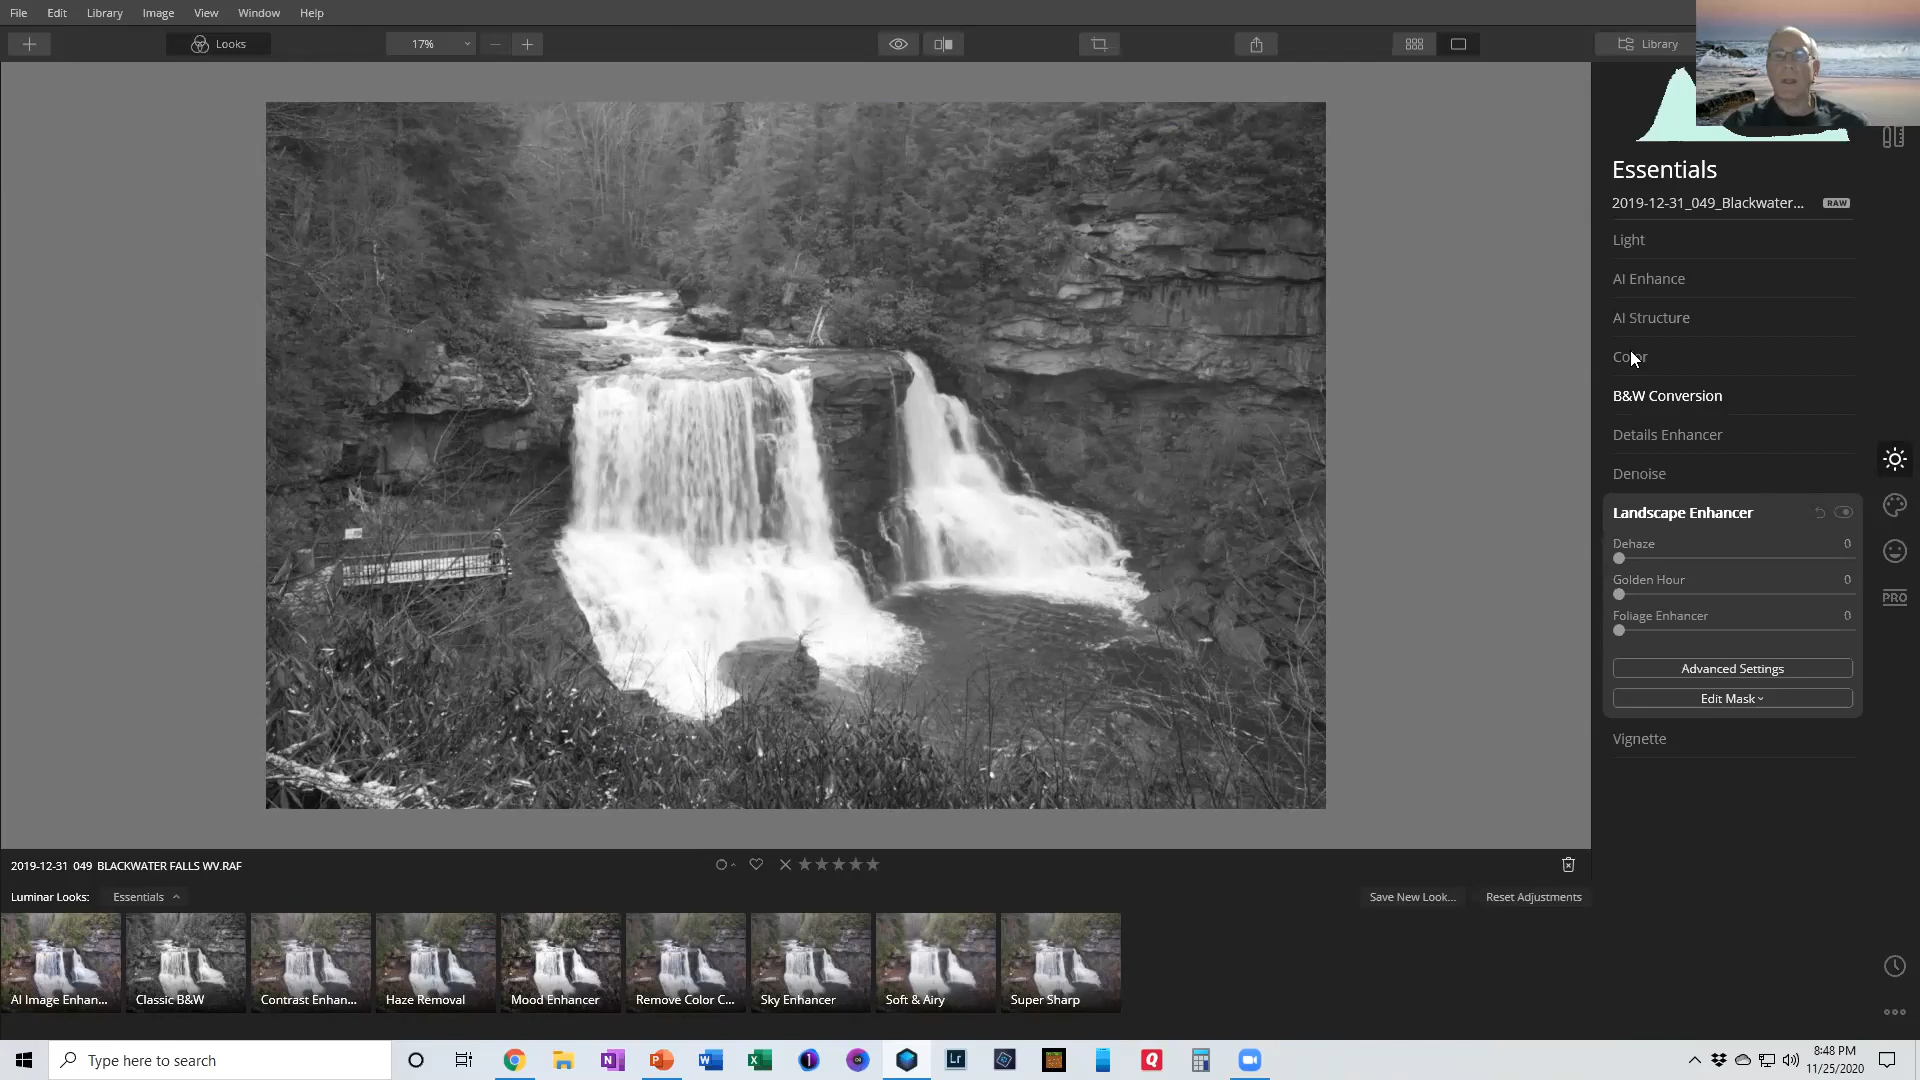 File Edit Library Image View Window Help
Looks 17% Library
Essentials
2019-12-31_049_Blackwater... RAW
Light
AI Enhance
AI Structure
Color
B&W Conversion
Details Enhancer
Denoise
Landscape Enhancer
Dehaze 0
Golden Hour 0
Foliage Enhancer 0
Advanced Settings
Edit Mask
Vignette
PRO
2019-12-31 049 BLACKWATER FALLS WV.RAF
Luminar Looks: Essentials Save New Look... Reset Adjustments
AI Image Enhan... Classic B&W Contrast Enhan... Haze Removal Mood Enhancer Remove Color C... Sky Enhancer Soft & Airy Super Sharp
Type here to search
Lr
8:48 PM
11/25/2020